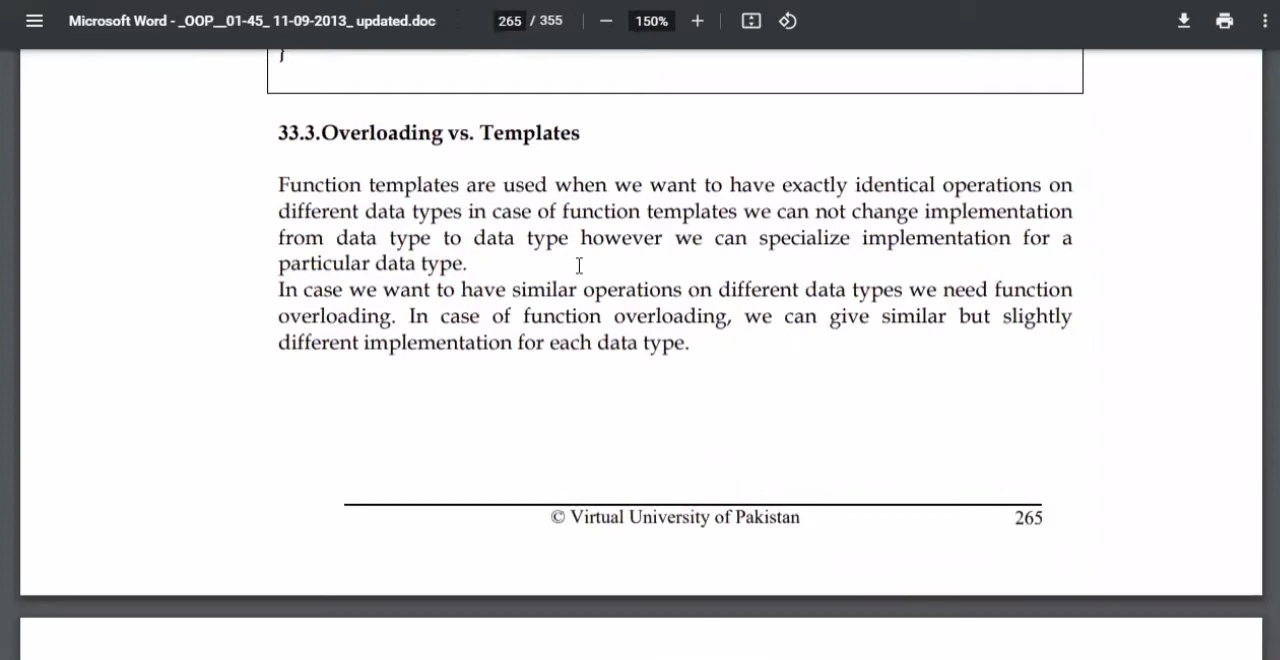 Microsoft Word - _OOP__01-45_ 11-09-2013_ updated.doc 265 / 355 150%
}
33.3.Overloading vs. Templates
Function templates are used when we want to have exactly identical operations on
different data types in case of function templates we can not change implementation
from data type to data type however we can specialize implementation for a
particular data type.
In case we want to have similar operations on different data types we need function
overloading. In case of function overloading, we can give similar but slightly
different implementation for each data type.
© Virtual University of Pakistan 265